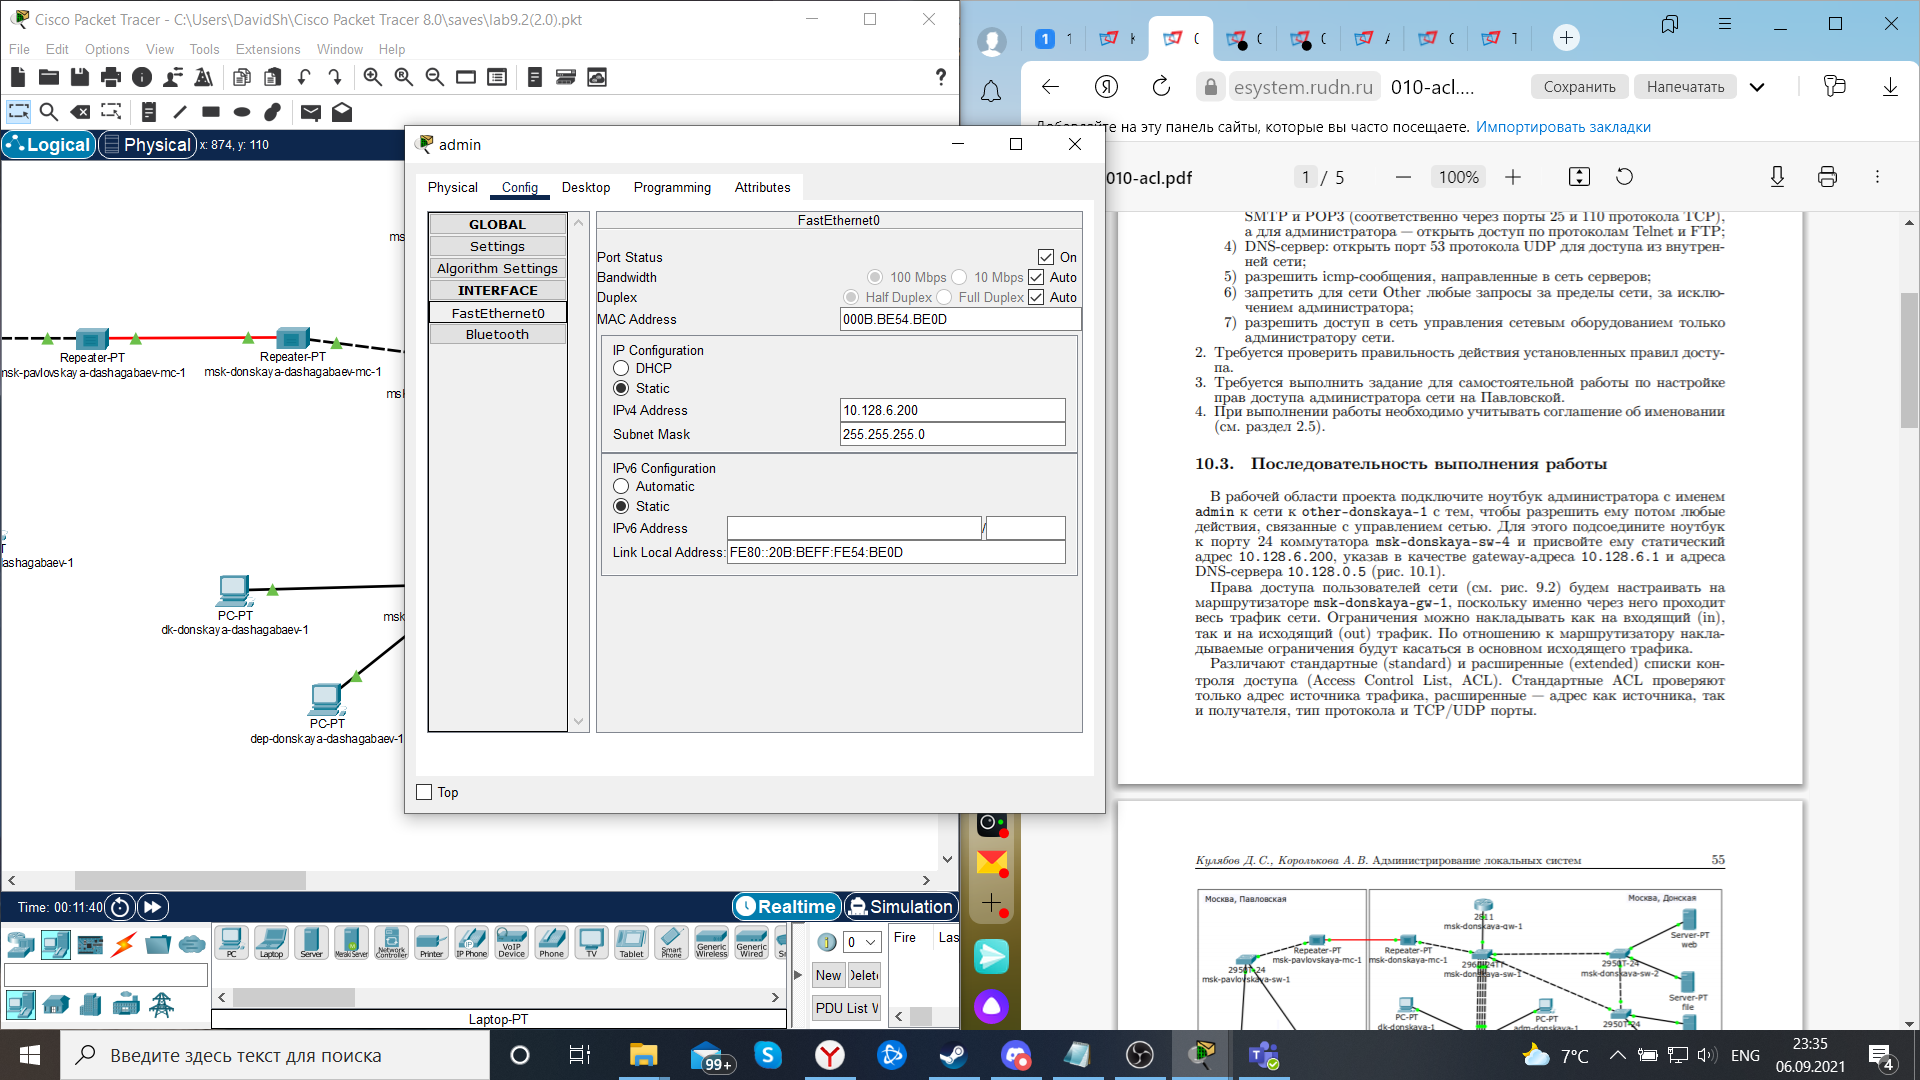 Cisco Packet Tracer - C:\Users\DavidSh\Cisco Packet Tracer 8.0\saves\lab9.2(2.0).pkt
File Edit Options View Tools Extensions Window Help
Logical
Physical
x: 874, y: 110
Repeater-PT
msk-pavlovskaya-dashagabaev-mc-1
Repeater-PT
msk-donskaya-dashagabaev-mc-1
ms
msk
ashagabaev-1
PC-PT
dk-donskaya-dashagabaev-1
msk
PC-PT
dep-donskaya-dashagabaev-1
admin
Physical Config Desktop Programming Attributes
GLOBAL
Settings
Algorithm Settings
INTERFACE
FastEthernet0
Bluetooth
FastEthernet0
Port Status On
Bandwidth 100 Mbps 10 Mbps Auto
Duplex Half Duplex Full Duplex Auto
MAC Address 000B.BE54.BE0D
IP Configuration
DHCP
Static
IPv4 Address 10.128.6.200
Subnet Mask 255.255.255.0
IPv6 Configuration
Automatic
Static
IPv6 Address /
Link Local Address: FE80::20B:BEFF:FE54:BE0D
Top
Time: 00:11:40
Realtime
Simulation
PC Laptop Server Meraki Server Network Controller Printer IP Phone VoIP Device Phone TV Tablet Smart Phone Generic Wireless Generic Wired
Laptop-PT
0
New
Delete
PDU List W
Fire Las
1
esystem.rudn.ru
010-acl....
Сохранить
Напечатать
Добавляйте на эту панель сайты, которые вы часто посещаете. Импортировать закладки
010-acl.pdf
1 / 5
100%
SMTP и POP3 (соответственно через порты 25 и 110 протокола TCP),
а для администратора — открыть доступ по протоколам Telnet и FTP;
4) DNS-сервер: открыть порт 53 протокола UDP для доступа из внутрен-
ней сети;
5) разрешить icmp-сообщения, направленные в сеть серверов;
6) запретить для сети Other любые запросы за пределы сети, за исклю-
чением администратора;
7) разрешить доступ в сеть управления сетевым оборудованием только
администратору сети.
2. Требуется проверить правильность действия установленных правил досту-
па.
3. Требуется выполнить задание для самостоятельной работы по настройке
прав доступа администратора сети на Павловской.
4. При выполнении работы необходимо учитывать соглашение об именовании
(см. раздел 2.5).
10.3. Последовательность выполнения работы
В рабочей области проекта подключите ноутбук администратора с именем
admin к сети к other-donskaya-1 с тем, чтобы разрешить ему потом любые
действия, связанные с управлением сетью. Для этого подсоедините ноутбук
к порту 24 коммутатора msk-donskaya-sw-4 и присвойте ему статический
адрес 10.128.6.200, указав в качестве gateway-адреса 10.128.6.1 и адреса
DNS-сервера 10.128.0.5 (рис. 10.1).
Права доступа пользователей сети (см. рис. 9.2) будем настраивать на
маршрутизаторе msk-donskaya-gw-1, поскольку именно через него проходит
весь трафик сети. Ограничения можно накладывать как на входящий (in),
так и на исходящий (out) трафик. По отношению к маршрутизатору накла-
дываемые ограничения будут касаться в основном исходящего трафика.
Различают стандартные (standard) и расширенные (extended) списки кон-
троля доступа (Access Control List, ACL). Стандартные ACL проверяют
только адрес источника трафика, расширенные — адрес как источника, так
и получателя, тип протокола и TCP/UDP порты.
Кулябов Д. С., Королькова А. В. Администрирование локальных систем 55
Москва, Павловская
Москва, Донская
2811
msk-donskaya-gw-1
Server-PT
web
Repeater-PT
msk-pavlovskaya-mc-1
Repeater-PT
msk-donskaya-mc-1
2950T-24
msk-pavlovskaya-sw-1
msk-donskaya-sw-1
2950T-24
msk-donskaya-sw-2
Server-PT
file
PC-PT
dk-donskaya-1
PC-PT
adm-donskaya-1
2950T-24
Введите здесь текст для поиска
99+
7°C
ENG
23:35
06.09.2021
4